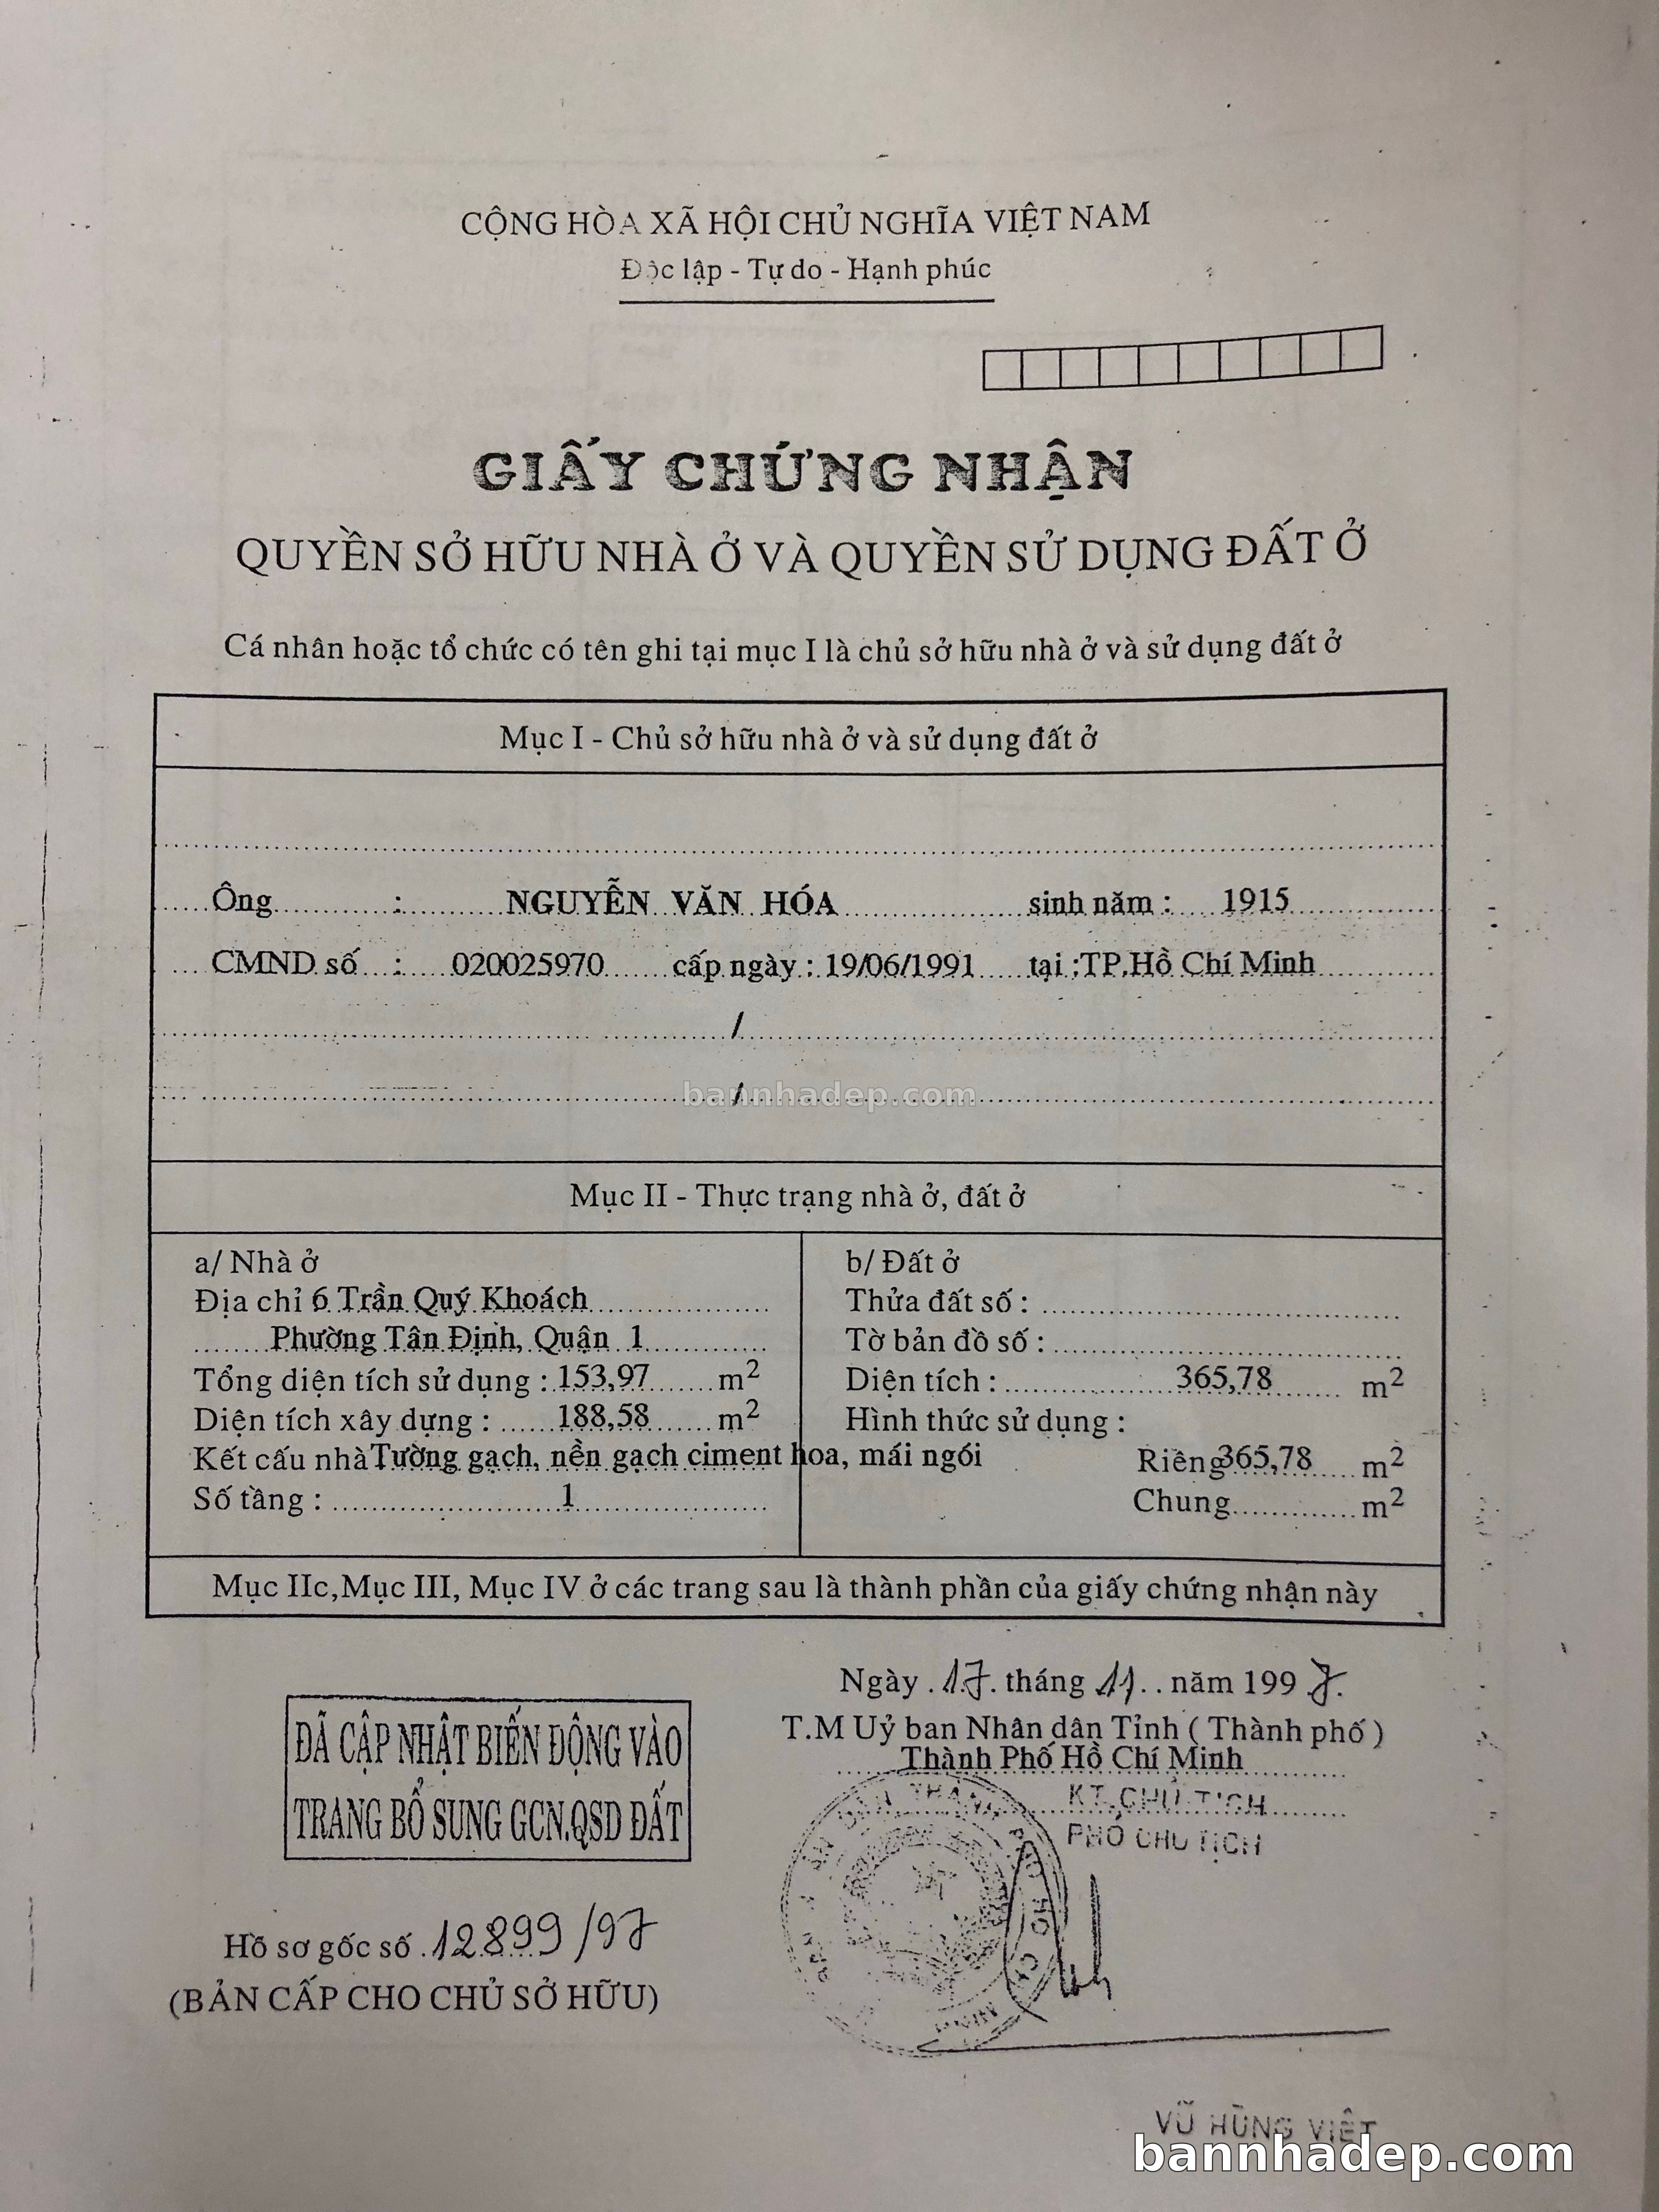 CỘNG HÒA XÃ HỘI CHỦ NGHĨA VIỆT NAM
Độc lập - Tự do - Hạnh phúc
GIẤY CHỨNG NHẬN
QUYỀN SỞ HỮU NHÀ Ở VÀ QUYỀN SỬ DỤNG ĐẤT Ở
Cá nhân hoặc tổ chức có tên ghi tại mục I là chủ sở hữu nhà ở và sử dụng đất ở
Mục I - Chủ sở hữu nhà ở và sử dụng đất ở
Ông : NGUYỄN VĂN HÓA sinh năm : 1915
CMND số : 020025970 cấp ngày : 19/06/1991 tại : TP.Hồ Chí Minh
/
/
bannhadep.com
Mục II - Thực trạng nhà ở, đất ở
a/ Nhà ở
Địa chỉ 6 Trần Quý Khoách
Phường Tân Định, Quận 1
Tổng diện tích sử dụng : 153,97 m2
Diện tích xây dựng : 188,58 m2
Kết cấu nhà Tường gạch, nền gạch ciment hoa, mái ngói
Số tầng : 1
b/ Đất ở
Thửa đất số :
Tờ bản đồ số :
Diện tích : 365,78 m2
Hình thức sử dụng :
Riêng 365,78 m2
Chung m2
Mục IIc,Mục III, Mục IV ở các trang sau là thành phần của giấy chứng nhận này
Ngày 17 tháng 11 năm 1997
T.M Uỷ ban Nhân dân Tỉnh ( Thành phố )
Thành Phố Hồ Chí Minh
KT.CHỦ TỊCH
PHÓ CHỦ TỊCH
ĐÃ CẬP NHẬT BIẾN ĐỘNG VÀO
TRANG BỔ SUNG GCN.QSD ĐẤT
Hồ sơ gốc số 12899/97
(BẢN CẤP CHO CHỦ SỞ HỮU)
VŨ HÙNG VIỆT
bannhadep.com